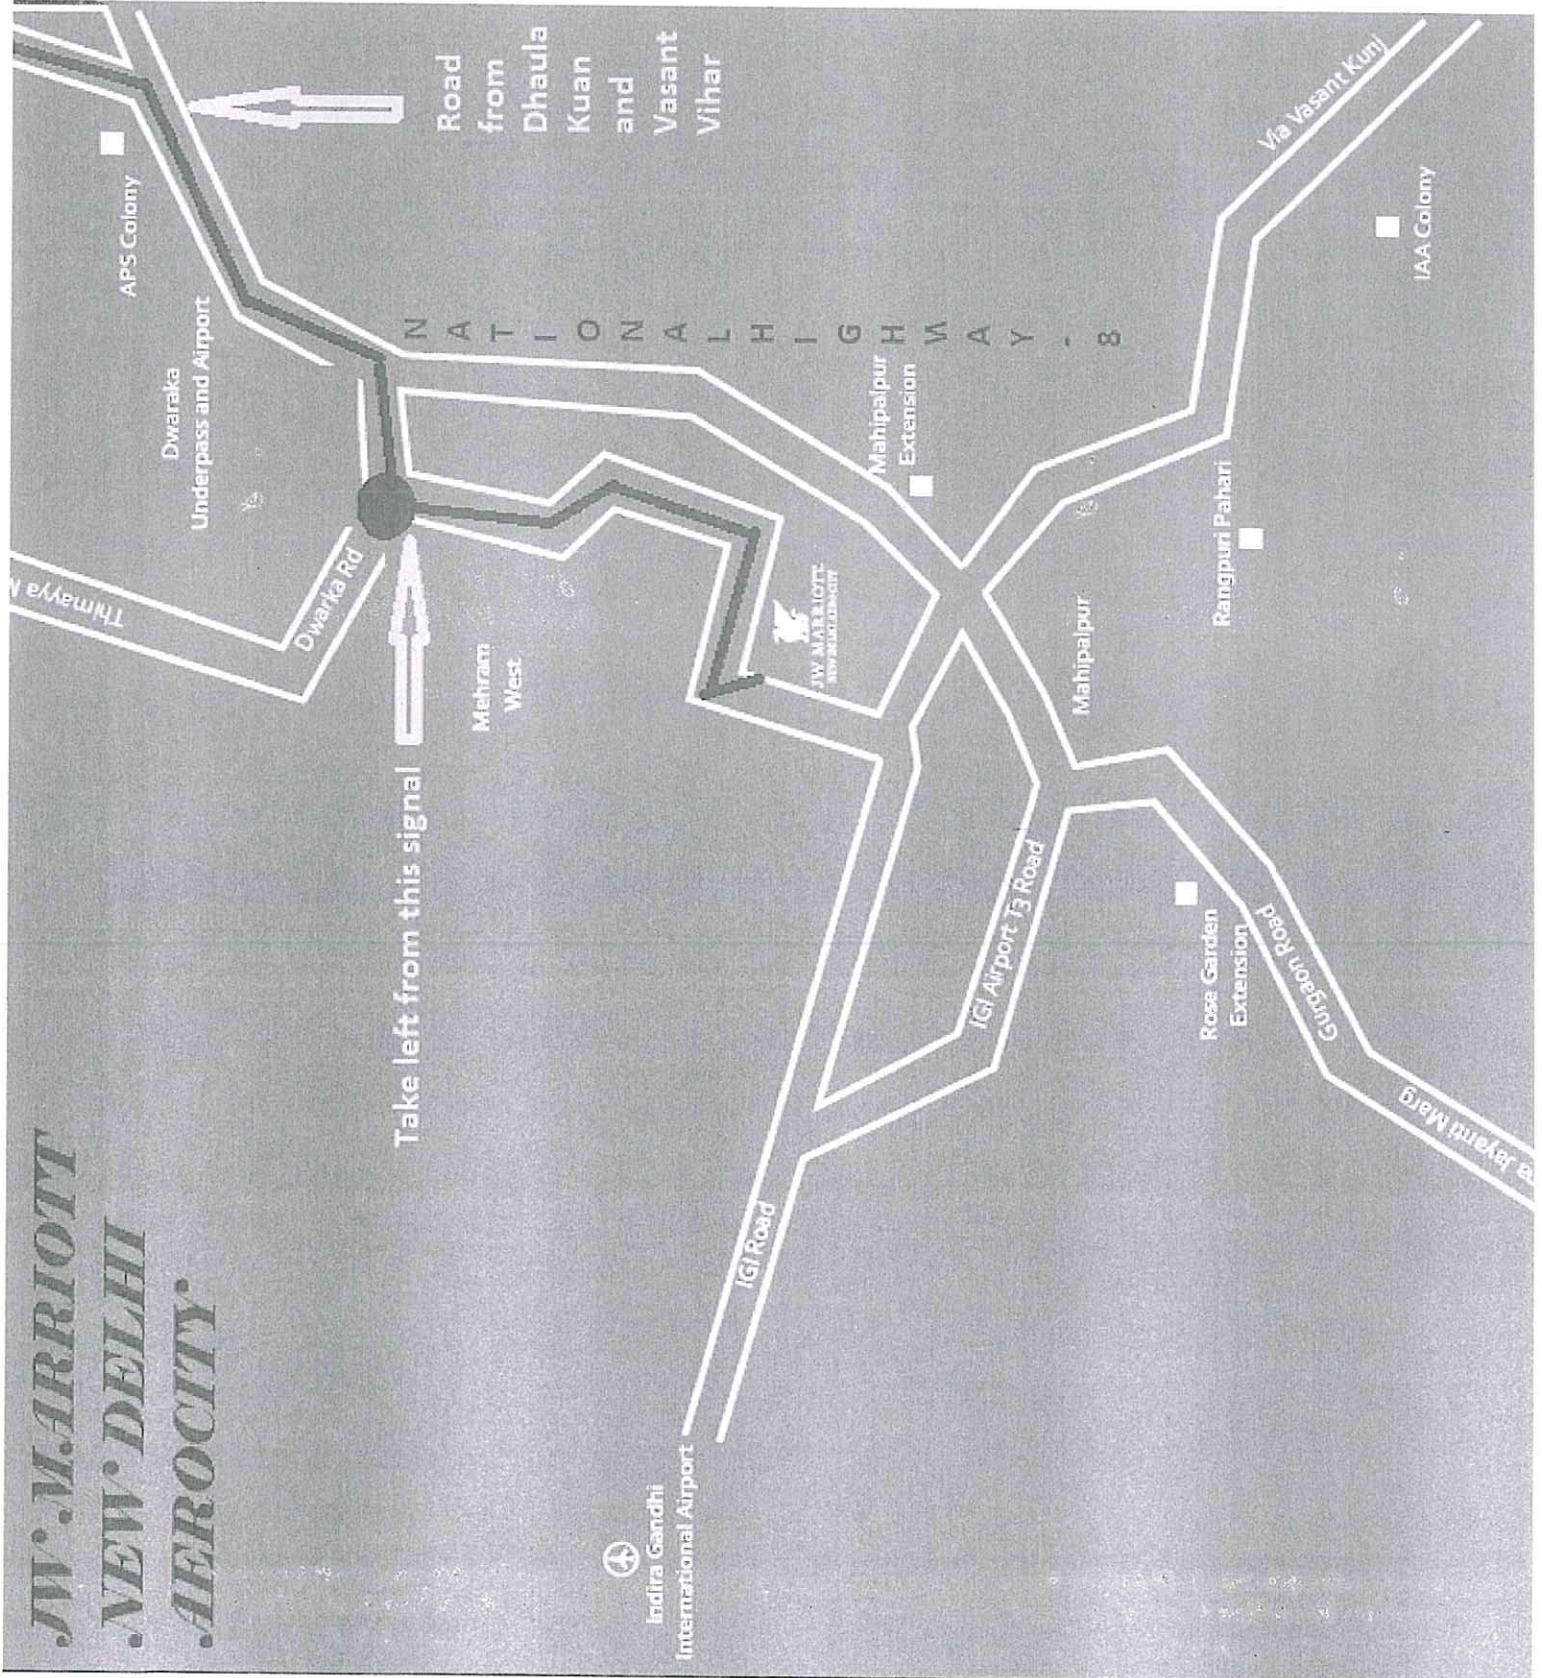 JW MARRIOTT
NEW DELHI
AEROCITY
Road
from
Dhaula
Kuan
and
Vasant
Vihar
APS Colony
Dwaraka
Underpass and Airport
Thimayya
Dwarka Rd
Take left from this signal
Mehram
West
NATIONAL HIGHWAY - 8
Mahipalpur
Extension
JW MARRIOTT
Via Vasant Kunj
IAA Colony
Rangpuri Pahari
Mahipalpur
IGI Airport T3 Road
Rose Garden
Extension
Gurgaon Road
Jayanti Marg
IGI Road
Indira Gandhi
International Airport